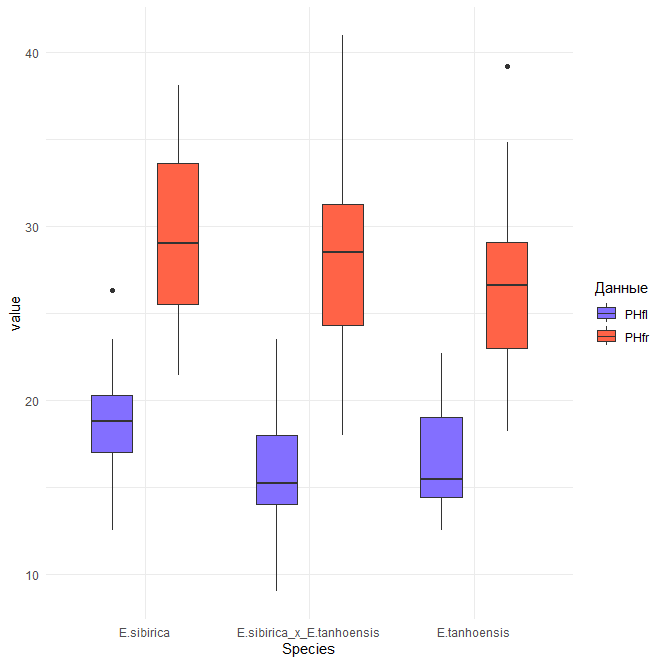 40
30
20
10
value
E.sibirica
E.sibirica_x_E.tanhoensis
E.tanhoensis
Species
Данные
PHfl
PHfr